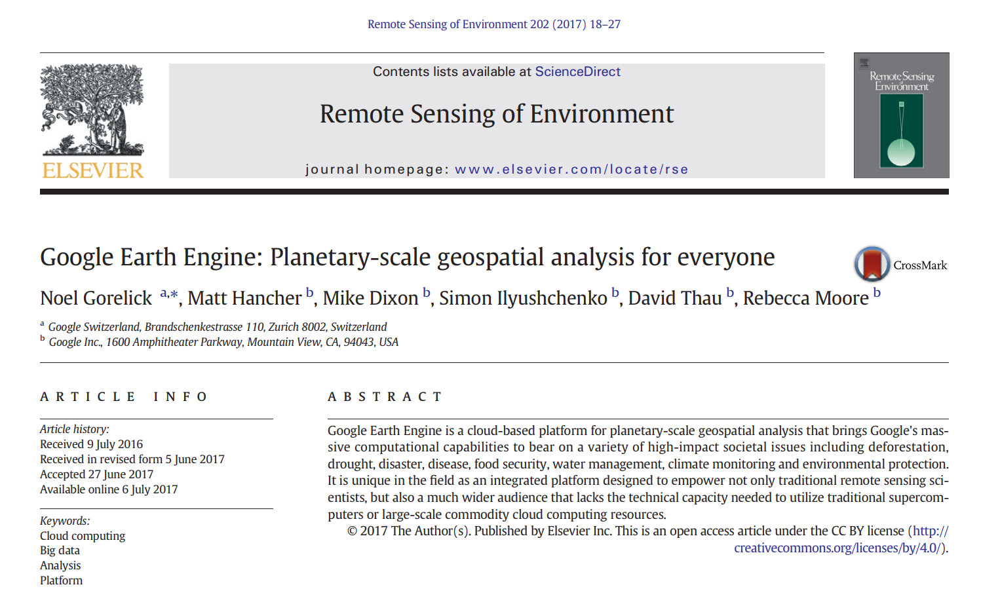 Remote Sensing of Environment 202 (2017) 18–27
ELSEVIER
Contents lists available at ScienceDirect
Remote Sensing of Environment
journal homepage: www.elsevier.com/locate/rse
Remote Sensing
of
Environment
Google Earth Engine: Planetary-scale geospatial analysis for everyone
CrossMark
Noel Gorelick a,*, Matt Hancher b, Mike Dixon b, Simon Ilyushchenko b, David Thau b, Rebecca Moore b
a Google Switzerland, Brandschenkestrasse 110, Zurich 8002, Switzerland
b Google Inc., 1600 Amphitheater Parkway, Mountain View, CA, 94043, USA
ARTICLE INFO
Article history:
Received 9 July 2016
Received in revised form 5 June 2017
Accepted 27 June 2017
Available online 6 July 2017
Keywords:
Cloud computing
Big data
Analysis
Platform
ABSTRACT
Google Earth Engine is a cloud-based platform for planetary-scale geospatial analysis that brings Google's mas-
sive computational capabilities to bear on a variety of high-impact societal issues including deforestation,
drought, disaster, disease, food security, water management, climate monitoring and environmental protection.
It is unique in the field as an integrated platform designed to empower not only traditional remote sensing sci-
entists, but also a much wider audience that lacks the technical capacity needed to utilize traditional supercom-
puters or large-scale commodity cloud computing resources.
© 2017 The Author(s). Published by Elsevier Inc. This is an open access article under the CC BY license (http://
creativecommons.org/licenses/by/4.0/).